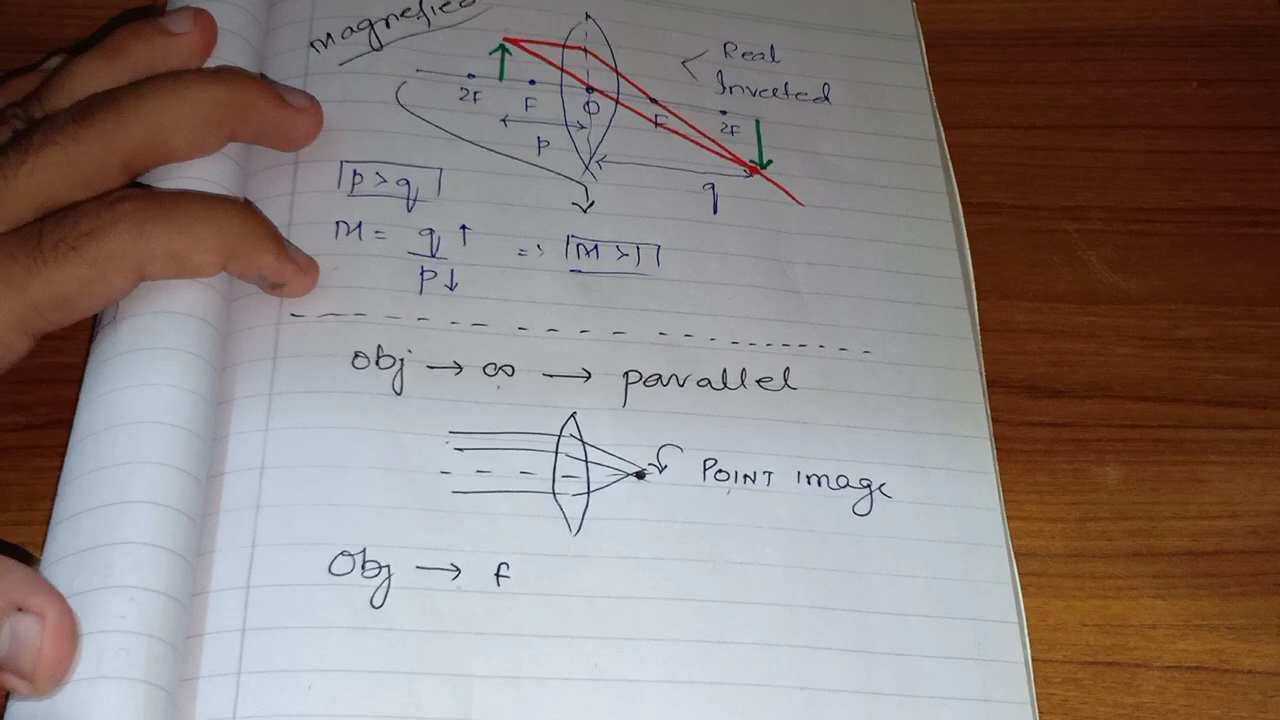 magnified
Real
Inverted
2F
F
O
F
2F
p
q
p > q
M = q ↑
p ↓
=> M > 1
Obj → ∞ → parallel
POINT image
Obj → f